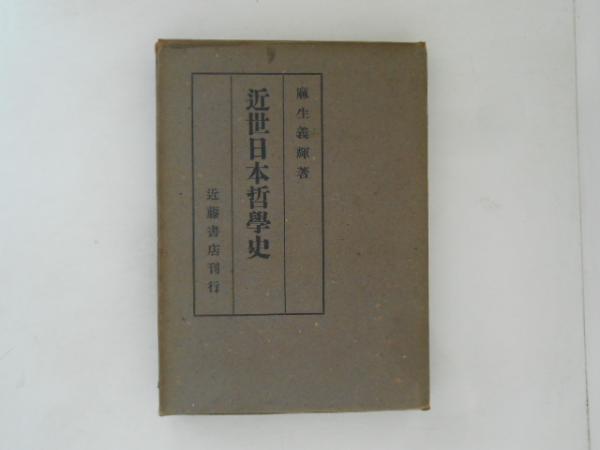 麻生義輝著
近世日本哲學史
近藤書店刊行